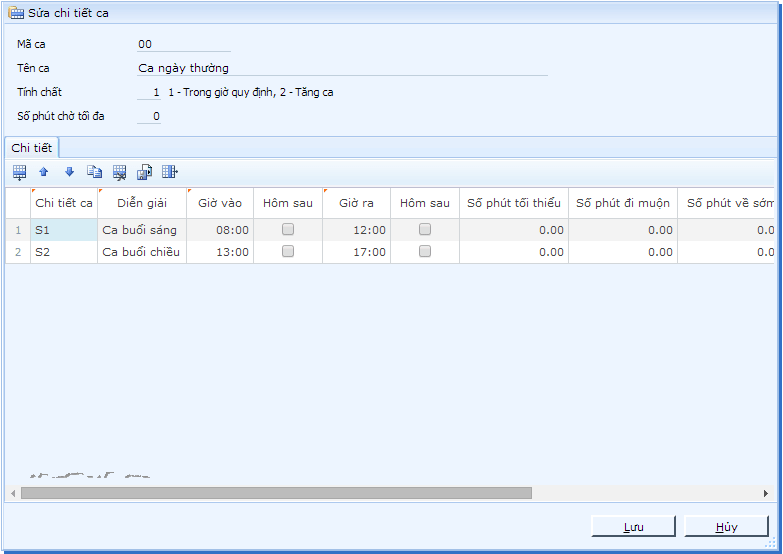 Sửa chi tiết ca
Mã ca 00
Tên ca Ca ngày thường
Tính chất 1 1 - Trong giờ quy định, 2 - Tăng ca
Số phút chờ tối đa 0
Chi tiết
Chi tiết ca Diễn giải Giờ vào Hôm sau Giờ ra Hôm sau Số phút tối thiểu Số phút đi muộn Số phút về sớm
1 S1 Ca buổi sáng 08:00 12:00 0.00 0.00 0.0
2 S2 Ca buổi chiều 13:00 17:00 0.00 0.00 0.0
Lưu Hủy